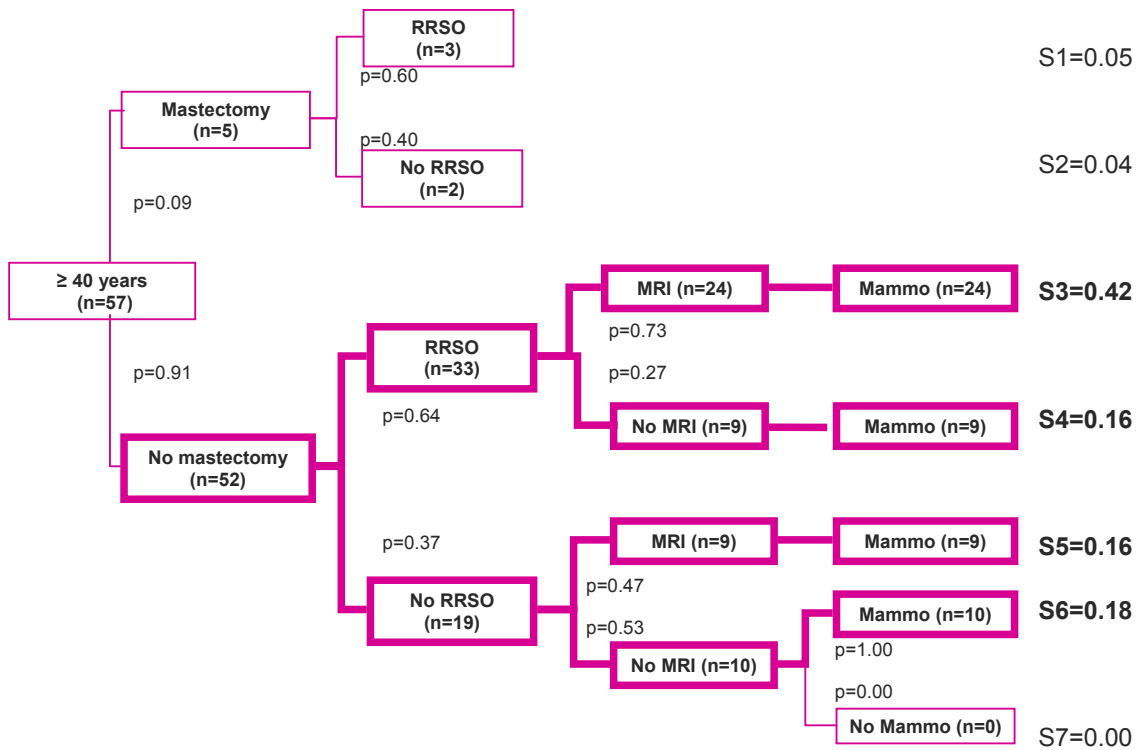 RRSO
(n=3)
S1=0.05
p=0.60
Mastectomy
(n=5)
p=0.40
No RRSO
(n=2)
S2=0.04
p=0.09
≥ 40 years
(n=57)
MRI (n=24)
Mammo (n=24)
S3=0.42
p=0.73
RRSO
(n=33)
p=0.91
p=0.27
p=0.64
No MRI (n=9)
Mammo (n=9)
S4=0.16
No mastectomy
(n=52)
p=0.37
MRI (n=9)
Mammo (n=9)
S5=0.16
p=0.47
No RRSO
(n=19)
p=0.53
Mammo (n=10)
S6=0.18
p=1.00
No MRI (n=10)
p=0.00
No Mammo (n=0)
S7=0.00